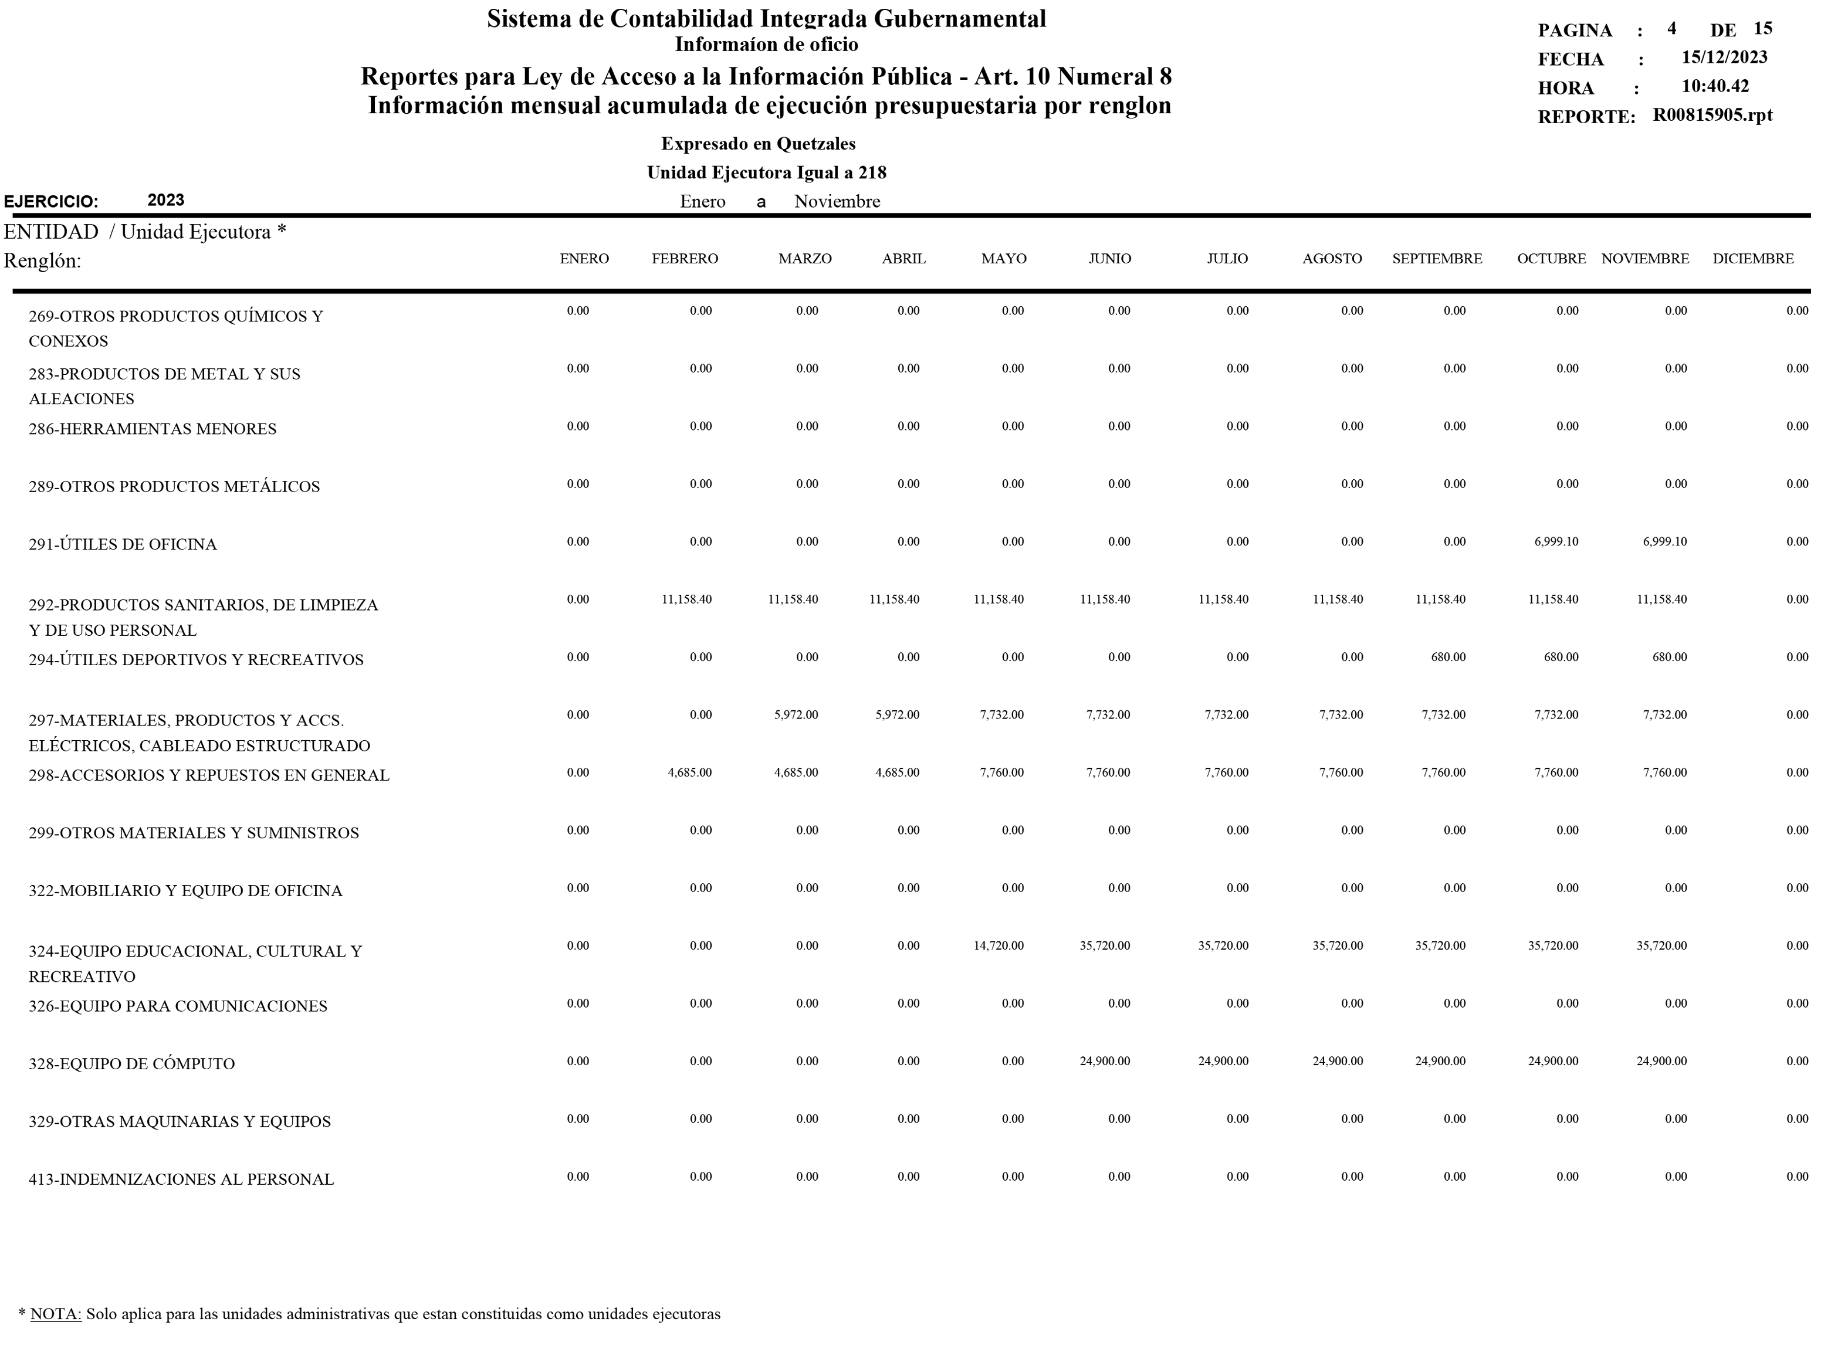 Sistema de Contabilidad Integrada Gubernamental
Informaíon de oficio
Reportes para Ley de Acceso a la Información Pública - Art. 10 Numeral 8
Información mensual acumulada de ejecución presupuestaria por renglon
Expresado en Quetzales
Unidad Ejecutora Igual a 218
PAGINA : 4 DE 15
FECHA : 15/12/2023
HORA : 10:40.42
REPORTE: R00815905.rpt
EJERCICIO: 2023 Enero a Noviembre
ENTIDAD / Unidad Ejecutora *
Renglón: ENERO FEBRERO MARZO ABRIL MAYO JUNIO JULIO AGOSTO SEPTIEMBRE OCTUBRE NOVIEMBRE DICIEMBRE
269-OTROS PRODUCTOS QUÍMICOS Y 0.00 0.00 0.00 0.00 0.00 0.00 0.00 0.00 0.00 0.00 0.00 0.00
CONEXOS
283-PRODUCTOS DE METAL Y SUS 0.00 0.00 0.00 0.00 0.00 0.00 0.00 0.00 0.00 0.00 0.00 0.00
ALEACIONES
286-HERRAMIENTAS MENORES 0.00 0.00 0.00 0.00 0.00 0.00 0.00 0.00 0.00 0.00 0.00 0.00
289-OTROS PRODUCTOS METÁLICOS 0.00 0.00 0.00 0.00 0.00 0.00 0.00 0.00 0.00 0.00 0.00 0.00
291-ÚTILES DE OFICINA 0.00 0.00 0.00 0.00 0.00 0.00 0.00 0.00 0.00 6,999.10 6,999.10 0.00
292-PRODUCTOS SANITARIOS, DE LIMPIEZA 0.00 11,158.40 11,158.40 11,158.40 11,158.40 11,158.40 11,158.40 11,158.40 11,158.40 11,158.40 11,158.40 0.00
Y DE USO PERSONAL
294-ÚTILES DEPORTIVOS Y RECREATIVOS 0.00 0.00 0.00 0.00 0.00 0.00 0.00 0.00 680.00 680.00 680.00 0.00
297-MATERIALES, PRODUCTOS Y ACCS. 0.00 0.00 5,972.00 5,972.00 7,732.00 7,732.00 7,732.00 7,732.00 7,732.00 7,732.00 7,732.00 0.00
ELÉCTRICOS, CABLEADO ESTRUCTURADO
298-ACCESORIOS Y REPUESTOS EN GENERAL 0.00 4,685.00 4,685.00 4,685.00 7,760.00 7,760.00 7,760.00 7,760.00 7,760.00 7,760.00 7,760.00 0.00
299-OTROS MATERIALES Y SUMINISTROS 0.00 0.00 0.00 0.00 0.00 0.00 0.00 0.00 0.00 0.00 0.00 0.00
322-MOBILIARIO Y EQUIPO DE OFICINA 0.00 0.00 0.00 0.00 0.00 0.00 0.00 0.00 0.00 0.00 0.00 0.00
324-EQUIPO EDUCACIONAL, CULTURAL Y 0.00 0.00 0.00 0.00 14,720.00 35,720.00 35,720.00 35,720.00 35,720.00 35,720.00 35,720.00 0.00
RECREATIVO
326-EQUIPO PARA COMUNICACIONES 0.00 0.00 0.00 0.00 0.00 0.00 0.00 0.00 0.00 0.00 0.00 0.00
328-EQUIPO DE CÓMPUTO 0.00 0.00 0.00 0.00 0.00 24,900.00 24,900.00 24,900.00 24,900.00 24,900.00 24,900.00 0.00
329-OTRAS MAQUINARIAS Y EQUIPOS 0.00 0.00 0.00 0.00 0.00 0.00 0.00 0.00 0.00 0.00 0.00 0.00
413-INDEMNIZACIONES AL PERSONAL 0.00 0.00 0.00 0.00 0.00 0.00 0.00 0.00 0.00 0.00 0.00 0.00
* NOTA: Solo aplica para las unidades administrativas que estan constituidas como unidades ejecutoras